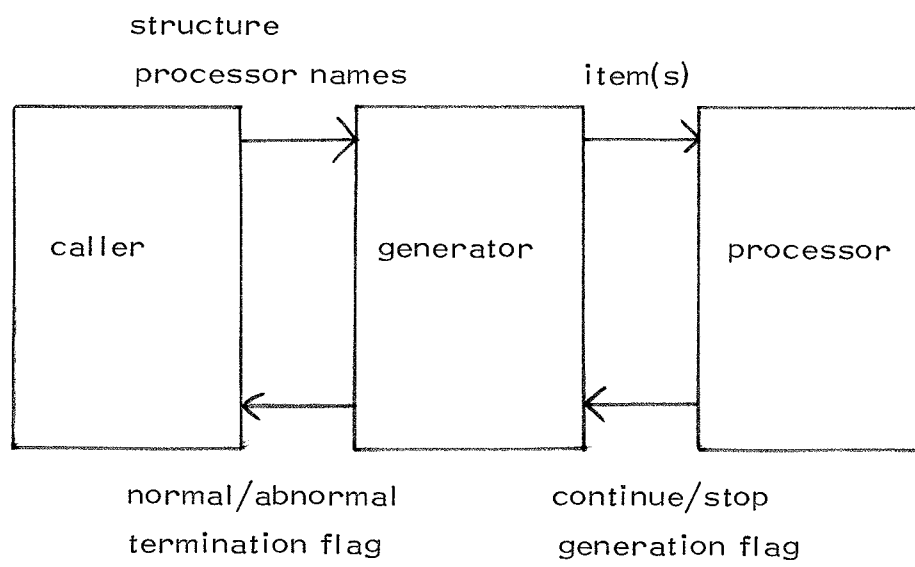 structure
processor names
item(s)
caller
generator
processor
normal/abnormal
termination flag
continue/stop
generation flag